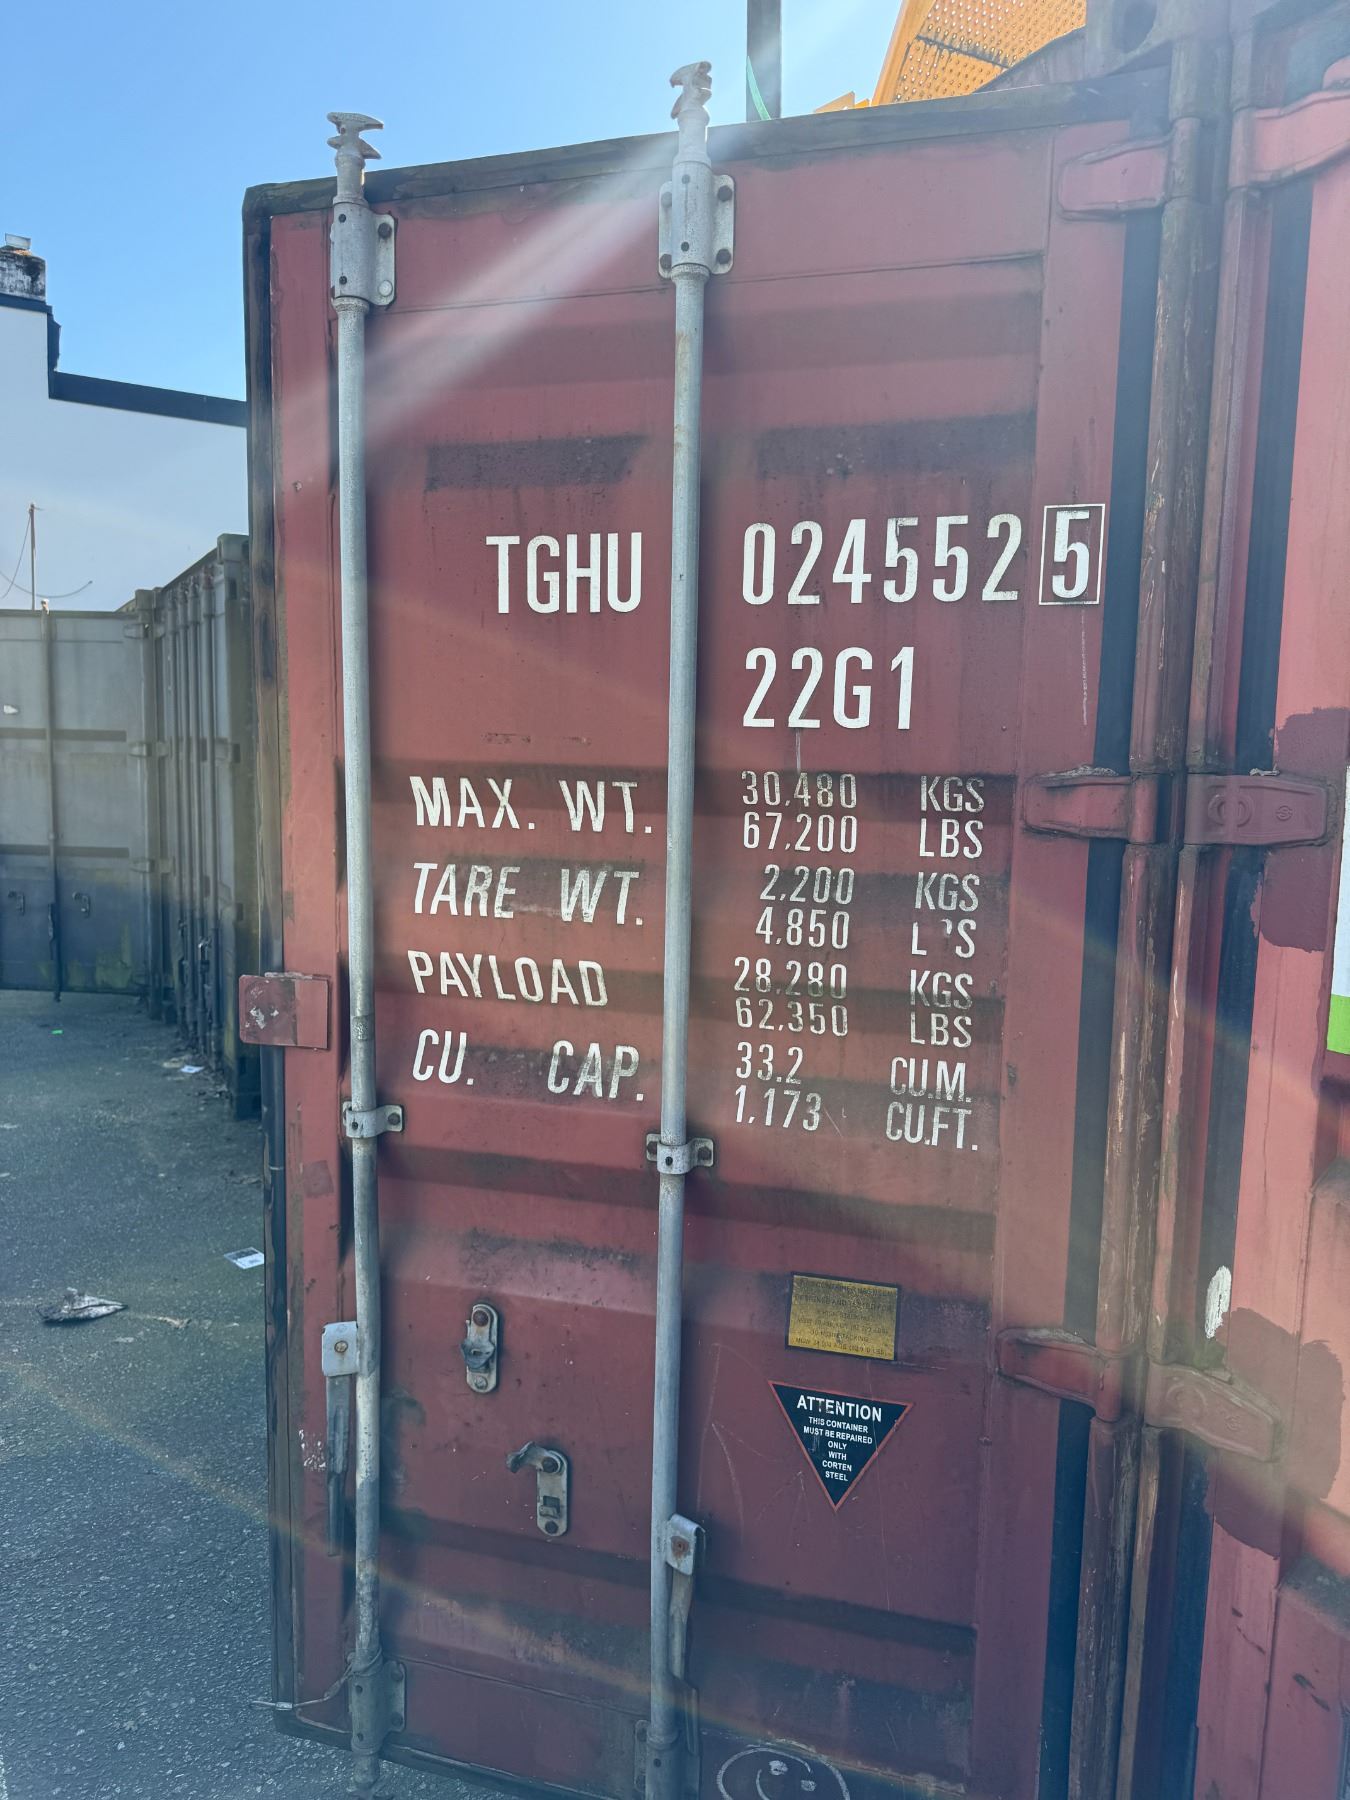 TGHU 024552 5
22G1
MAX. WT. 30,480 KGS
67,200 LBS
TARE WT. 2,200 KGS
4,850 L S
PAYLOAD 28,280 KGS
62,350 LBS
CU. CAP. 33.2 CU.M.
1,173 CU.FT.
ATTENTION
THIS CONTAINER
MUST BE REPAIRED
ONLY
WITH
CORTEN
STEEL